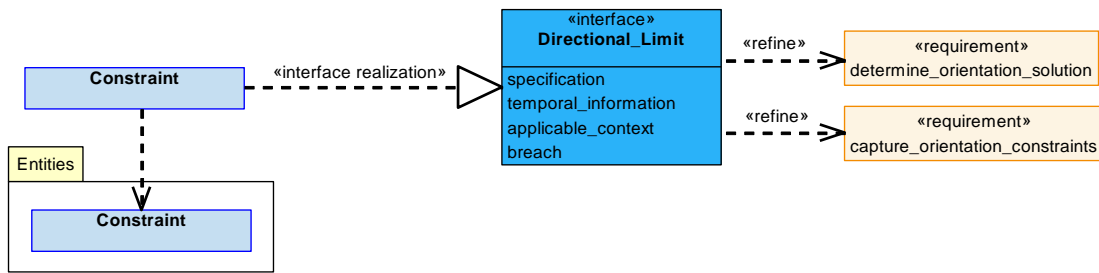 «interface»
Directional_Limit
specification
temporal_information
applicable_context
breach
Constraint
«interface realization»
«refine»
«requirement»
determine_orientation_solution
«refine»
«requirement»
capture_orientation_constraints
Entities
Constraint